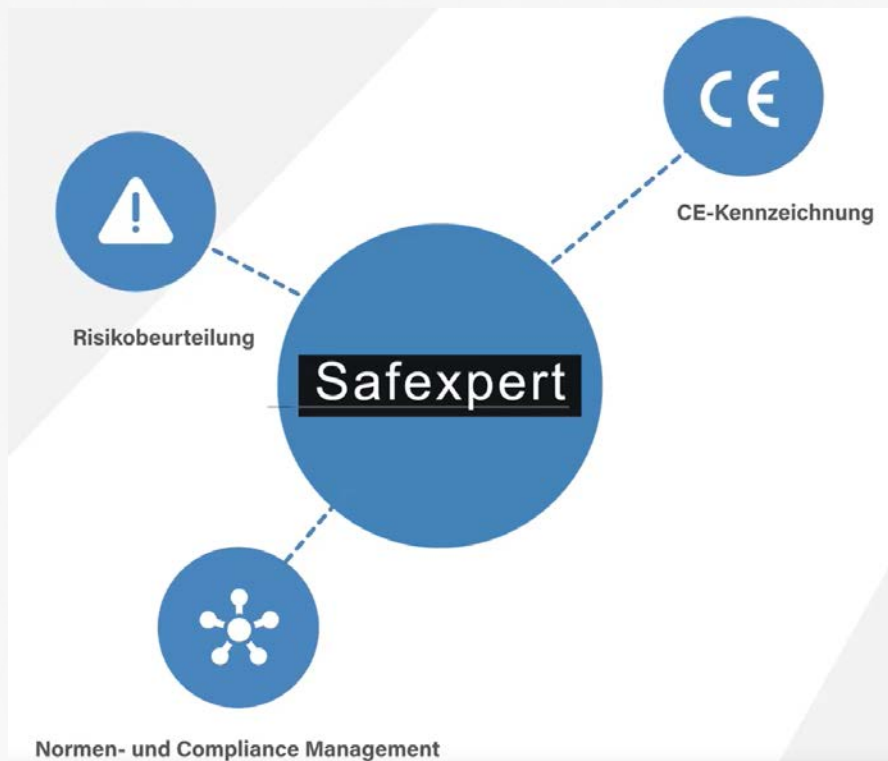 CE
CE-Kennzeichnung
Risikobeurteilung
Safexpert
Normen- und Compliance Management